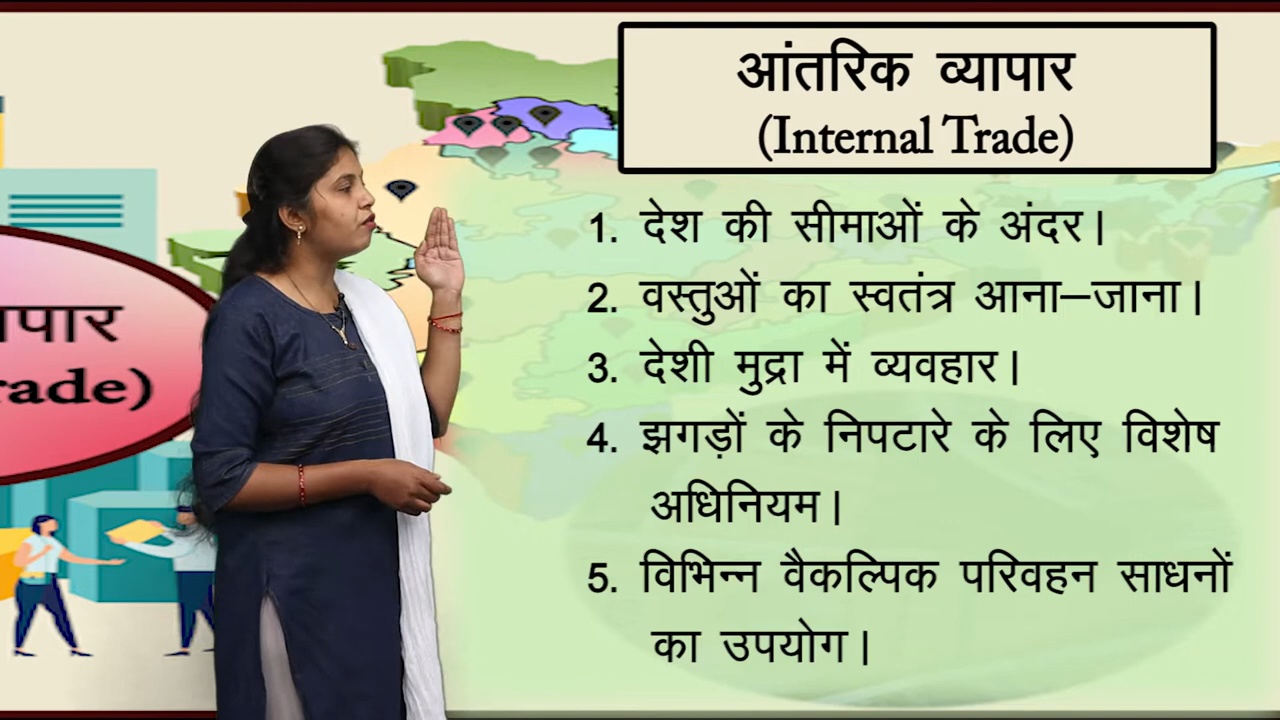 आंतरिक व्यापार
(Internal Trade)
1. देश की सीमाओं के अंदर।
2. वस्तुओं का स्वतंत्र आना–जाना।
3. देशी मुद्रा में व्यवहार।
4. झगड़ों के निपटारे के लिए विशेष
अधिनियम।
5. विभिन्न वैकल्पिक परिवहन साधनों
का उपयोग।